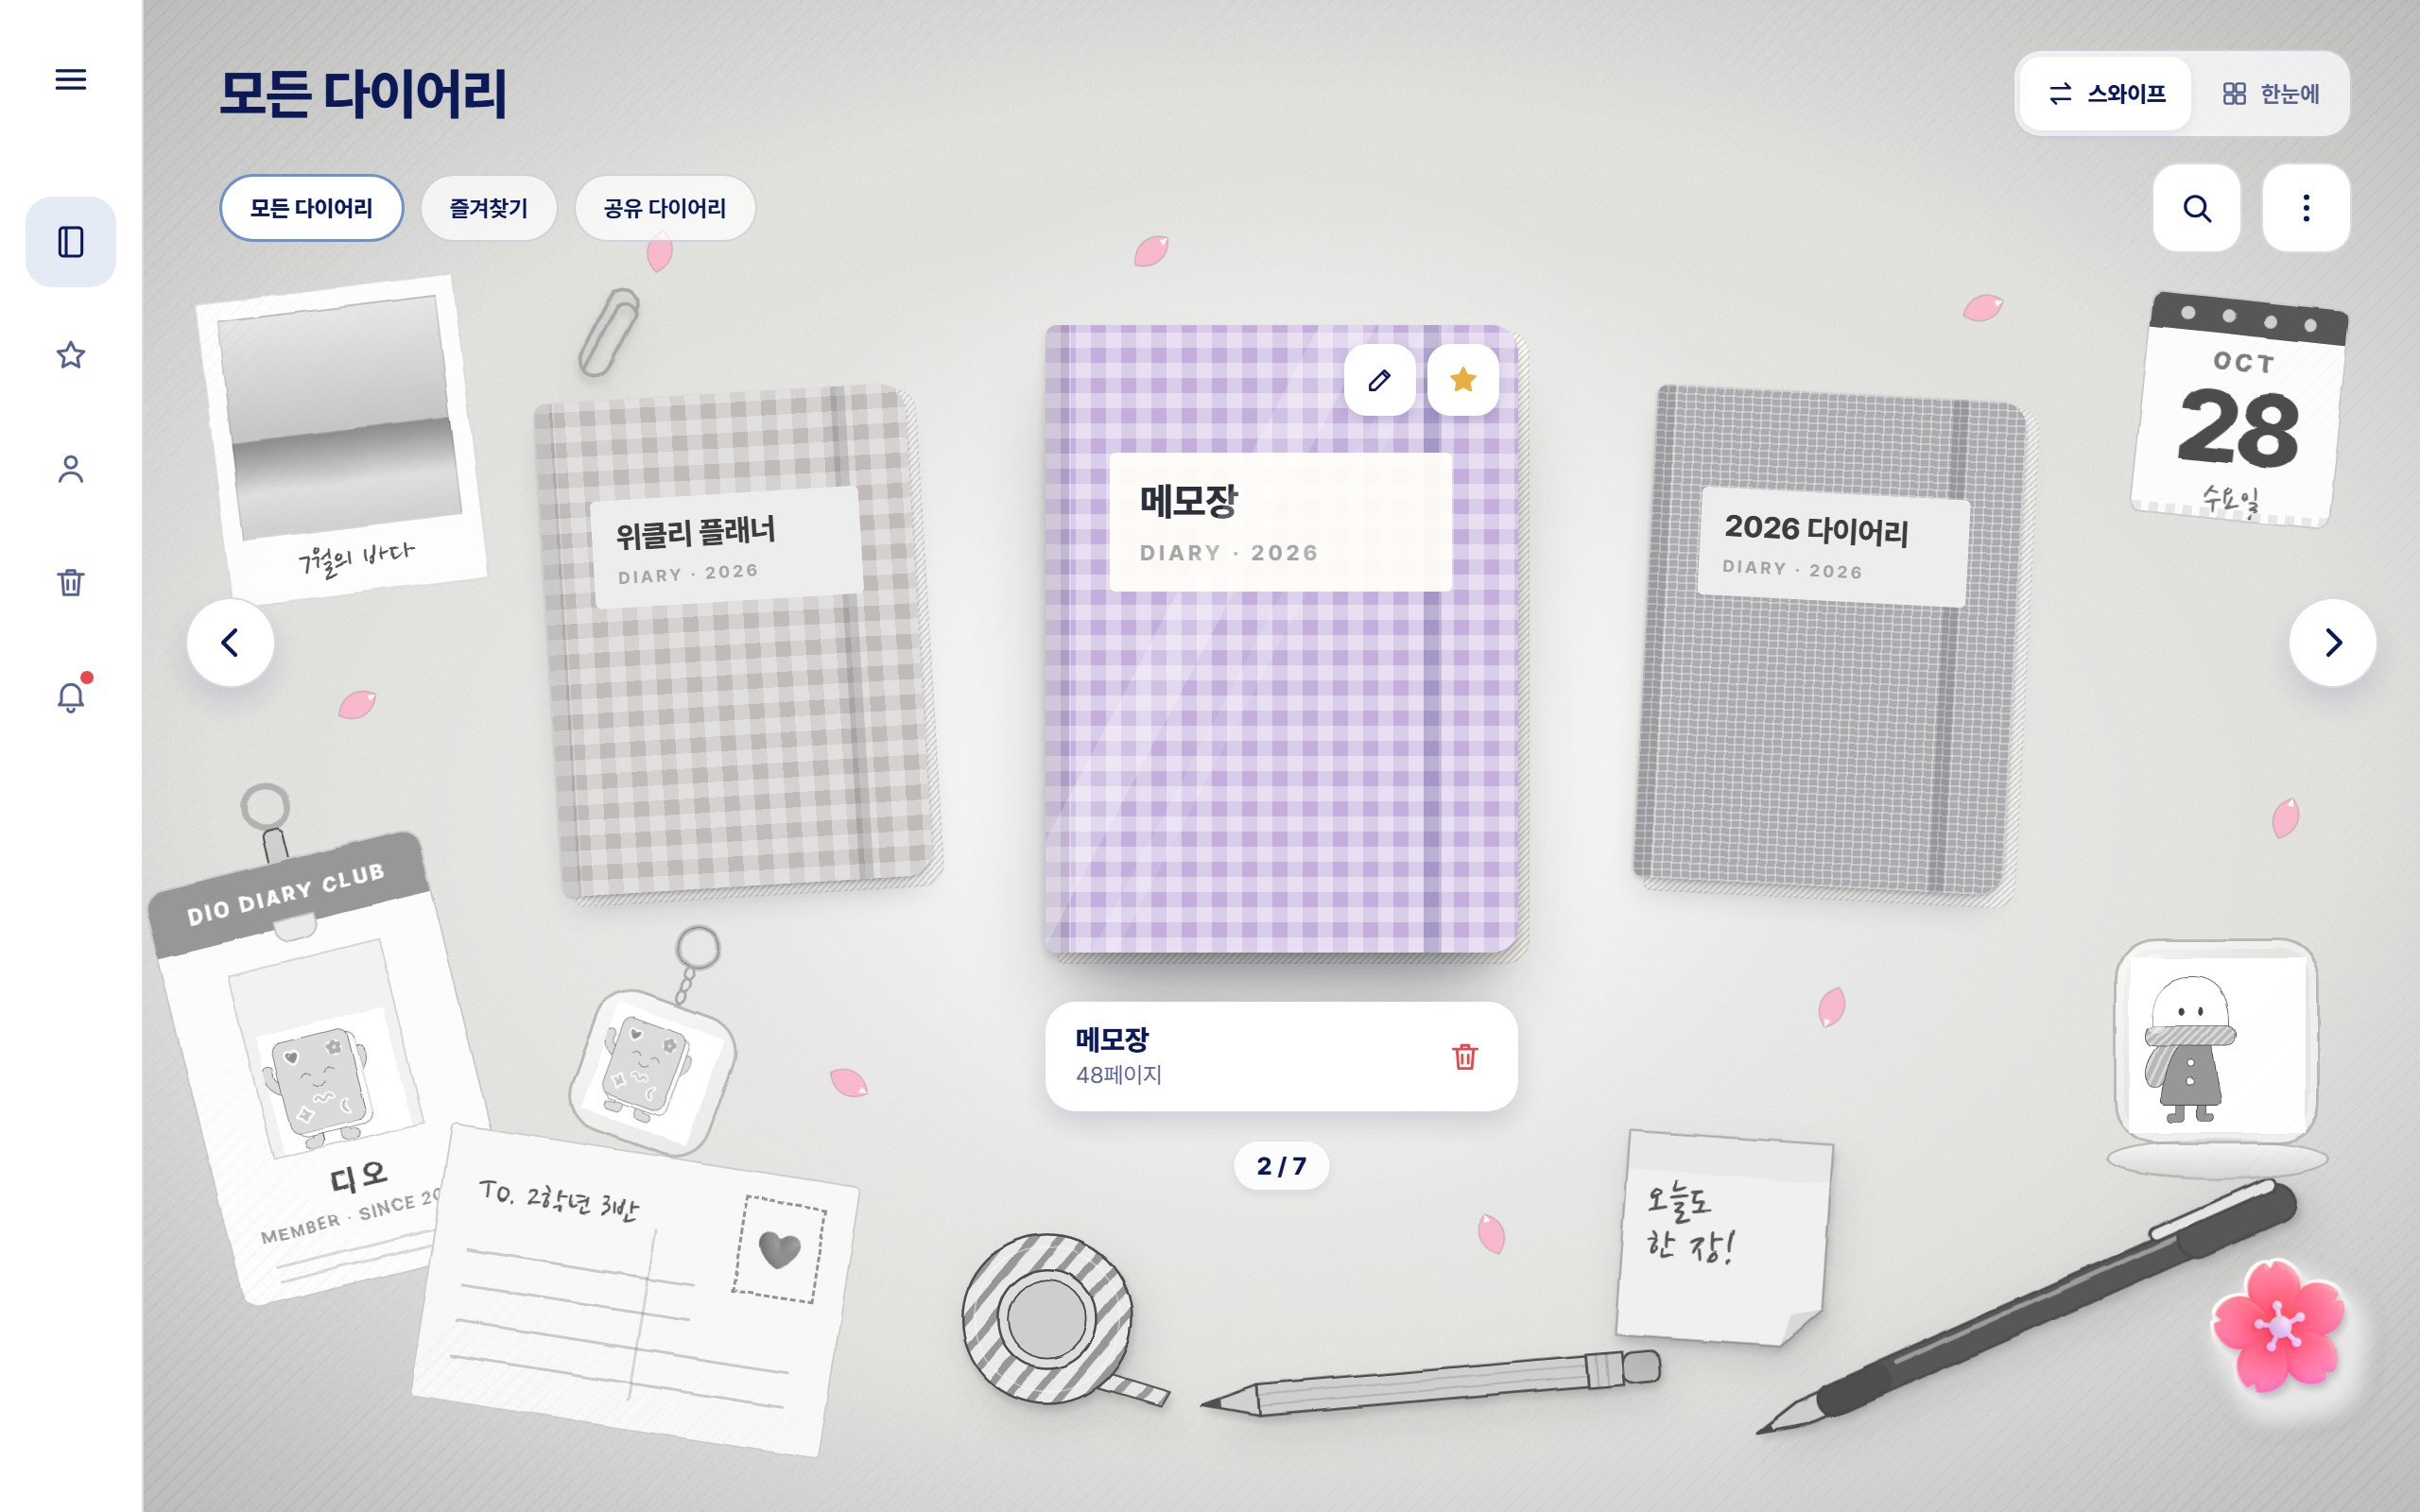 모든 다이어리
스와이프
한눈에
모든 다이어리
즐겨찾기
공유 다이어리
7월의 바다
위클리 플래너
DIARY · 2026
메모장
DIARY · 2026
2026 다이어리
DIARY · 2026
OCT
28
수요일
DIO DIARY CLUB
디오
MEMBER · SINCE 20
TO. 2학년 3반
메모장
48페이지
2 / 7
오늘도
한 장!